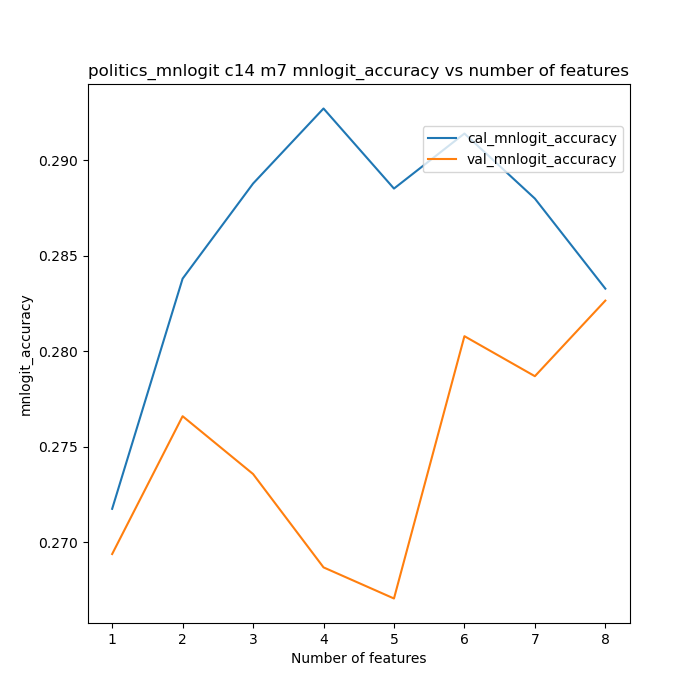 politics_mnlogit c14 m7 mnlogit_accuracy vs number of features
cal_mnlogit_accuracy
val_mnlogit_accuracy
mnlogit_accuracy
0.290
0.285
0.280
0.275
0.270
1 2 3 4 5 6 7 8
Number of features